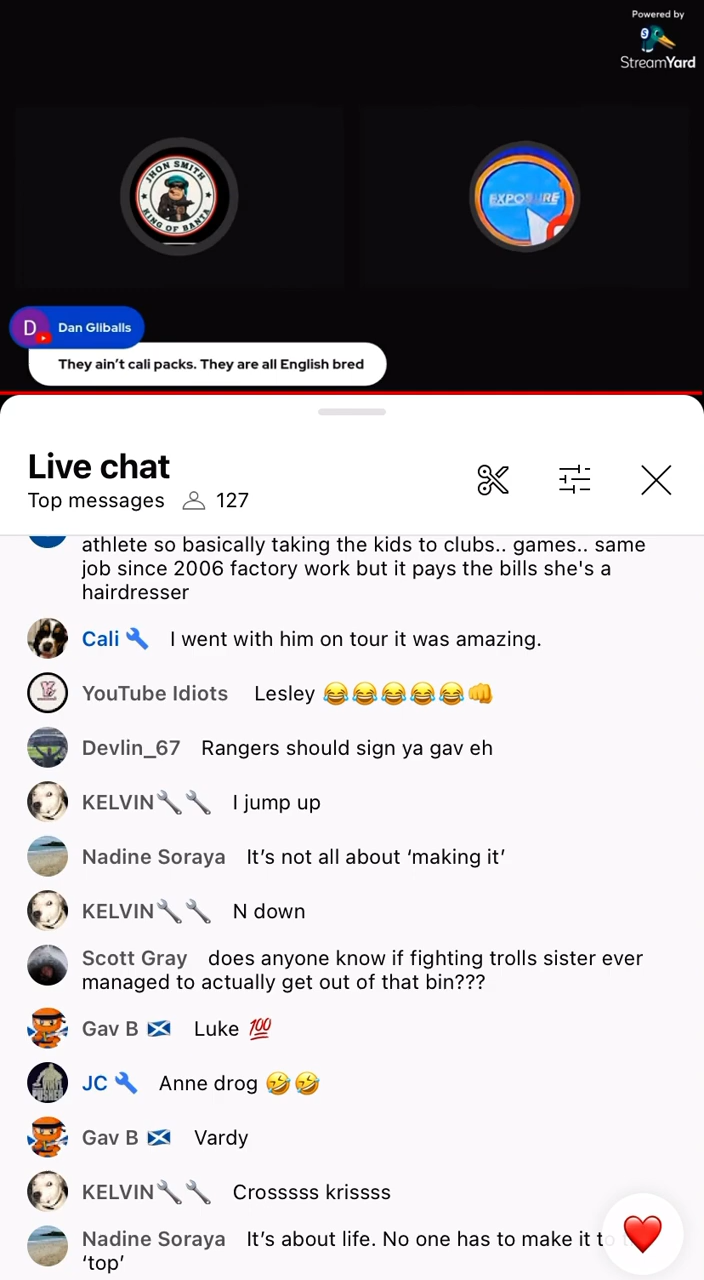 Powered by
StreamYard
JHON SMITH
KING OF BANTA
EXPOSURE
D
Dan Gliballs
They ain't cali packs. They are all English bred
Live chat
Top messages 127
athlete so basically taking the kids to clubs.. games.. same
job since 2006 factory work but it pays the bills she's a
hairdresser
Cali🔧 I went with him on tour it was amazing.
YouTube Idiots Lesley 😂😂😂😂😂👊
Devlin_67 Rangers should sign ya gav eh
KELVIN🔧🔧 I jump up
Nadine Soraya It's not all about 'making it'
KELVIN🔧🔧 N down
Scott Gray does anyone know if fighting trolls sister ever
managed to actually get out of that bin???
Gav B 🏴󠁧󠁢󠁳󠁣󠁴󠁿 Luke 💯
JC🔧 Anne drog 🤣🤣
Gav B 🏴󠁧󠁢󠁳󠁣󠁴󠁿 Vardy
KELVIN🔧🔧 Crosssss krissss
Nadine Soraya It's about life. No one has to make it to
'top'